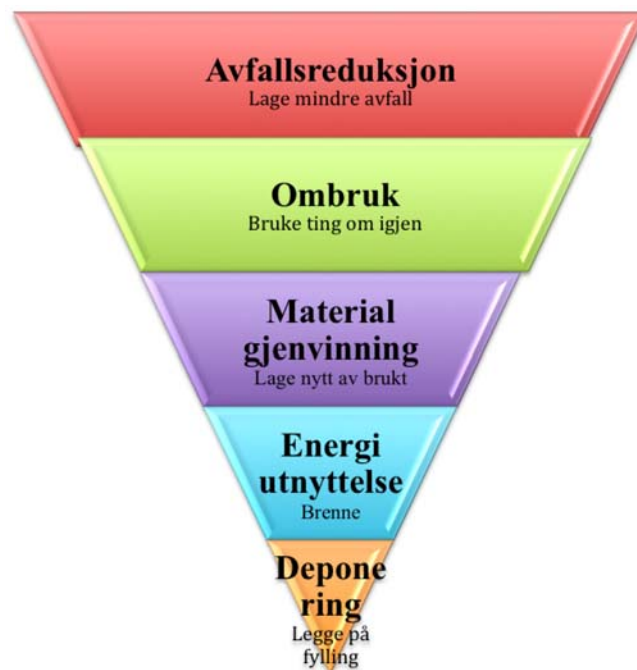 Avfallsreduksjon
Lage mindre avfall
Ombruk
Bruke ting om igjen
Material
gjenvinning
Lage nytt av brukt
Energi
utnyttelse
Brenne
Depone
ring
Legge på
fylling